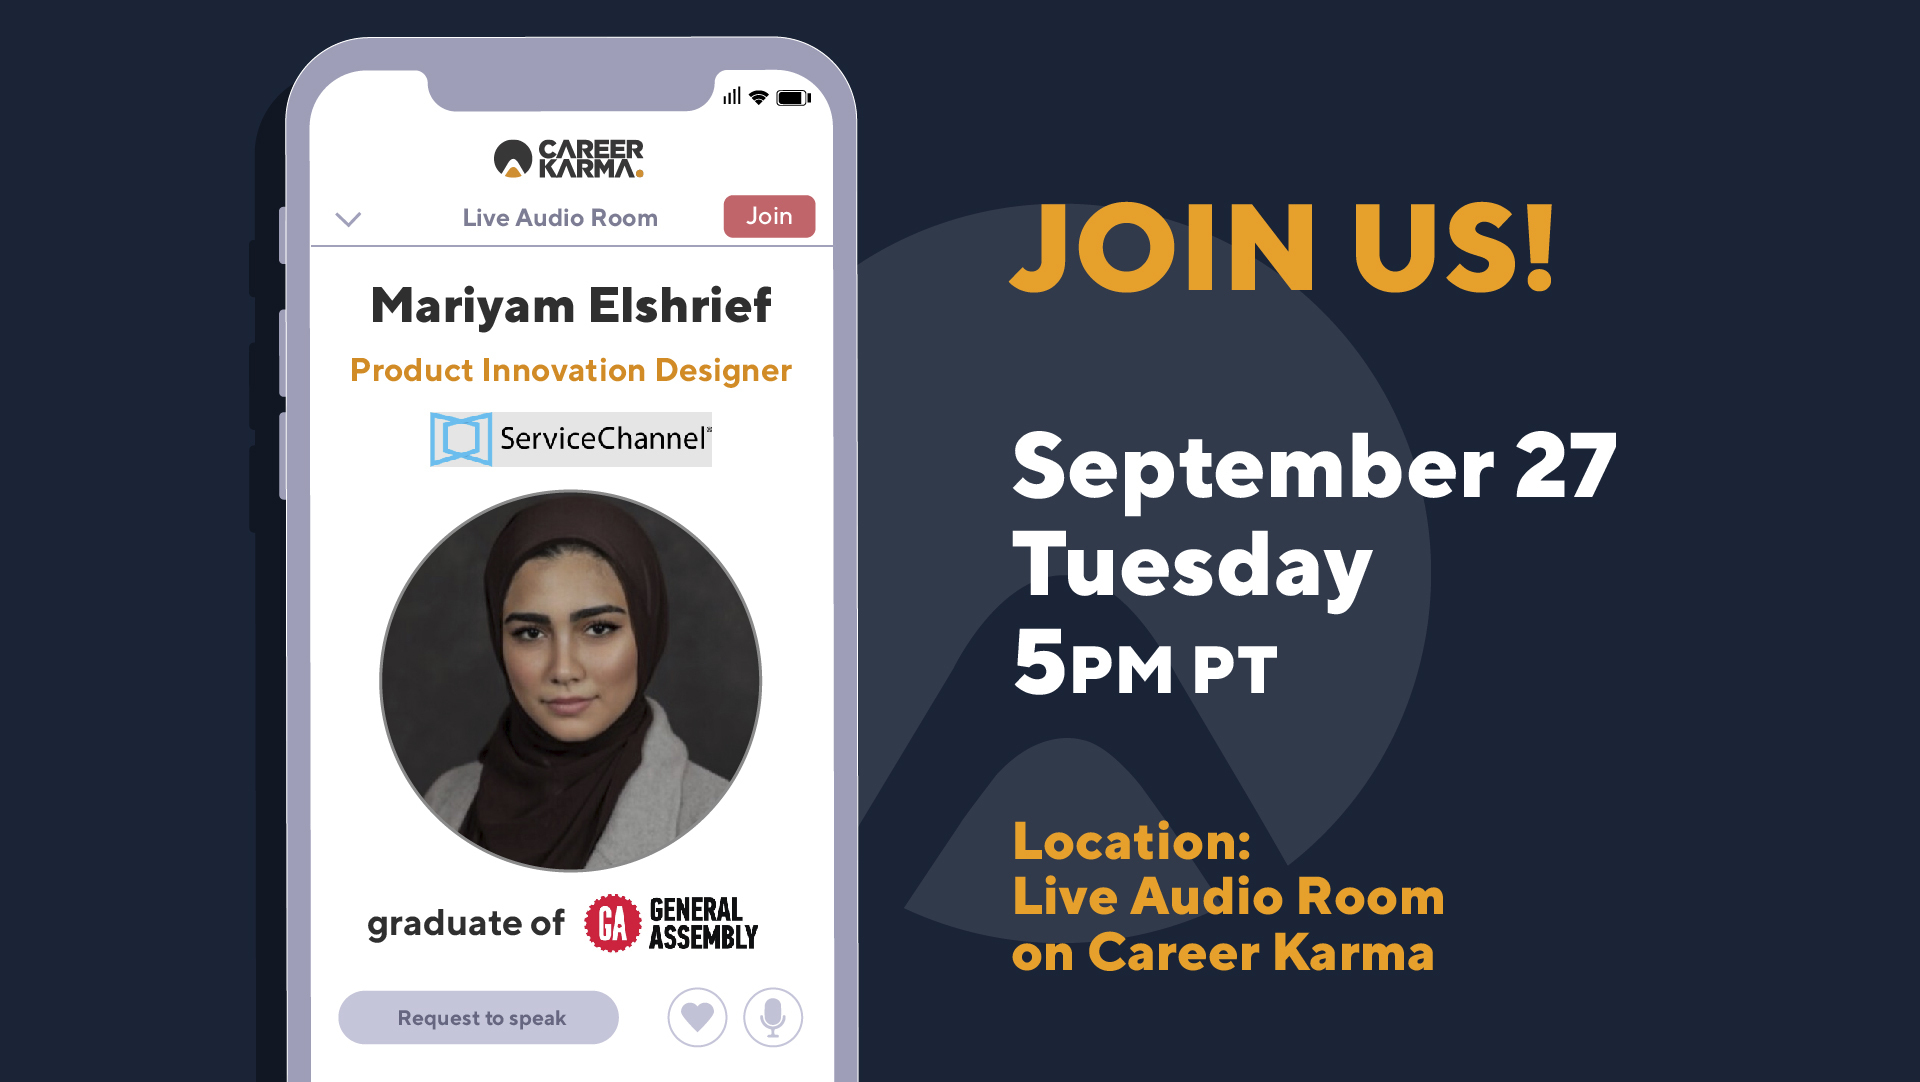 CAREER
KARMA.
Live Audio Room
Join
Mariyam Elshrief
Product Innovation Designer
ServiceChannel
graduate of
GA
GENERAL
ASSEMBLY
Request to speak
JOIN US!
September 27
Tuesday
5PM PT
Location:
Live Audio Room
on Career Karma